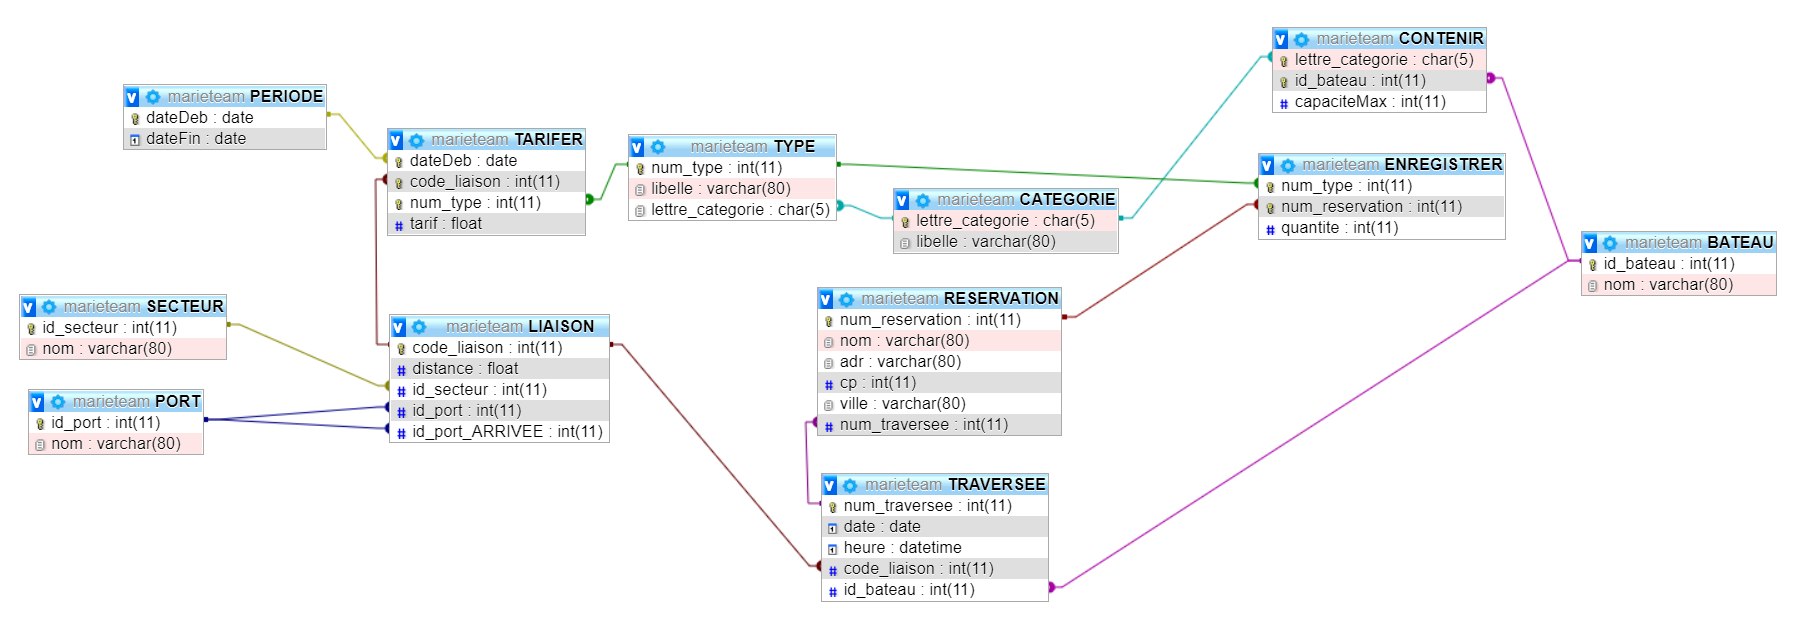 marieteam PERIODE
dateDeb : date
dateFin : date
marieteam TARIFER
dateDeb : date
code_liaison : int(11)
num_type : int(11)
tarif : float
marieteam TYPE
num_type : int(11)
libelle : varchar(80)
lettre_categorie : char(5)
marieteam CATEGORIE
lettre_categorie : char(5)
libelle : varchar(80)
marieteam CONTENIR
lettre_categorie : char(5)
id_bateau : int(11)
capaciteMax : int(11)
marieteam ENREGISTRER
num_type : int(11)
num_reservation : int(11)
quantite : int(11)
marieteam BATEAU
id_bateau : int(11)
nom : varchar(80)
marieteam SECTEUR
id_secteur : int(11)
nom : varchar(80)
marieteam PORT
id_port : int(11)
nom : varchar(80)
marieteam LIAISON
code_liaison : int(11)
distance : float
id_secteur : int(11)
id_port : int(11)
id_port_ARRIVEE : int(11)
marieteam RESERVATION
num_reservation : int(11)
nom : varchar(80)
adr : varchar(80)
cp : int(11)
ville : varchar(80)
num_traversee : int(11)
marieteam TRAVERSEE
num_traversee : int(11)
date : date
heure : datetime
code_liaison : int(11)
id_bateau : int(11)